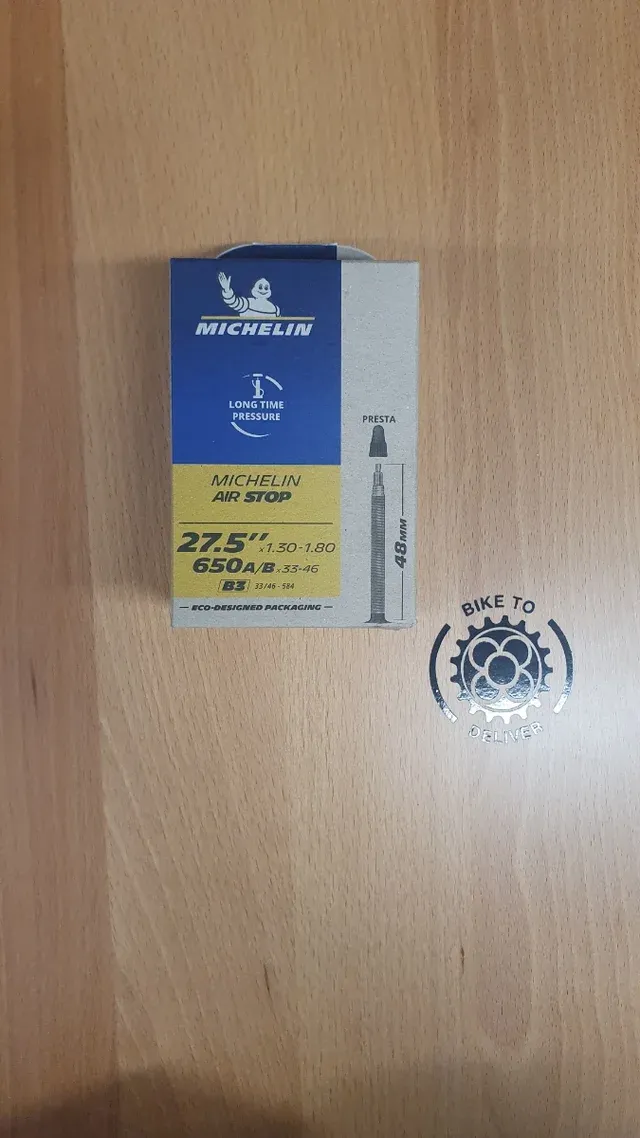 MICHELIN
LONG TIME
PRESSURE
MICHELIN
AIR STOP
27.5" x1.30-1.80
650A/B x33-46
B3 33/46 - 584
— ECO-DESIGNED PACKAGING —
PRESTA
48MM
BIKE TO
DELIVER